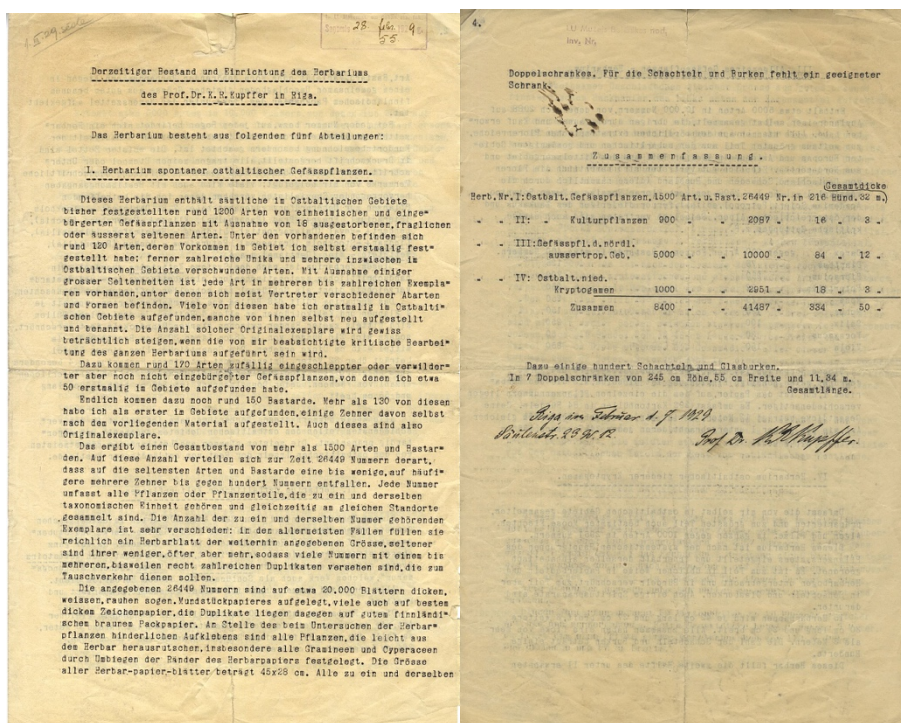 28 feb. 9
55
Derzeitiger Bestand und Einrichtung des Herbariums
des Prof.Dr.K.R.Kupffer in Riga.
Das Herbarium besteht aus folgenden fünf Abteilungen:
I. Herbarium spontaner ostbaltischer Gefässpflanzen.
Dieses Herbarium enthält sämtliche im Ostbaltischen Gebiete
bisher festgestellten rund 1200 Arten von einheimischen und einge=
bürgerten Gefässpflanzen mit Ausnahme von 16 ausgestorbenen, fraglichen
oder äusserst seltenen Arten. Unter den vorhandenen befinden sich
rund 120 Arten, deren Vorkommen im Gebiet ich selbst erstmalig fest=
gestellt habe; ferner zahlreiche Unika und mehrere inzwischen im
Ostbaltischen Gebiete verschwundene Arten. Mit Ausnahme einiger
grosser Seltenheiten ist jede Art in mehreren bis zahlreichen Exempla=
ren vorhanden, unter denen sich meist Vertreter verschiedener Abarten
und Formen befinden. Viele von diesen habe ich erstmalig im Ostbalti=
schen Gebiete aufgefunden, manche von ihnen selbst neu aufgestellt
und benannt. Die Anzahl solcher Originalexemplare wird gewiss
beträchtlich steigen, wenn die von mir beabsichtigte kritische Bearbei=
tung des ganzen Herbariums aufgeführt sein wird.
Dazu kommen rund 170 Arten zufällig eingeschleppter oder verwilder=
ter aber noch nicht eingebürgerter Gefässpflanzen, von denen ich etwa
50 erstmalig im Gebiete aufgefunden habe.
Endlich kommen dazu noch rund 150 Bastarde. Mehr als 130 von diesen
habe ich als erster im Gebiete aufgefunden, einige Zehner davon selbst
nach dem vorliegenden Material aufgestellt. Auch dieses sind also
Originalexemplare.
Das ergibt einen Gesamtbestand von mehr als 1500 Arten und Bastar=
den. Auf diese Anzahl verteilen sich zur Zeit 26449 Nummern derart,
dass auf die seltensten Arten und Bastarde eine bis wenige, auf häufi=
gere mehrere Zehner bis gegen hundert Nummern entfallen. Jede Nummer
umfasst alle Pflanzen oder Pflanzenteile, die zu ein und derselben
taxonomischen Einheit gehören und gleichzeitig am gleichen Standorte
gesammelt sind. Die Anzahl der zu ein und derselben Nummer gehörenden
Exemplare ist sehr verschieden: in den allermeisten Fällen füllen sie
reichlich ein Herbarblatt der weiterhin angegebenen Grösse, seltener
sind ihrer weniger, öfter aber mehr, sodass viele Nummern mit einem bis
mehreren, bisweilen recht zahlreichen Duplikaten versehen sind, die zum
Tauschverkehr dienen sollen.
Die angegebenen 26449 Nummern sind auf etwa 20.000 Blättern dicken,
weissen, rauhen sogen. Mundstückpapieres aufgelegt, viele auch auf bestem
dickem Zeichenpapier, die Duplikate liegen dagegen auf gutem finnländi=
schem braunem Packpapier. An Stelle des beim Untersuchen der Herbar=
pflanzen hinderlichen Aufklebens sind alle Pflanzen, die leicht aus
dem Herbar herausrutschen, insbesondere alle Gramineen und Cyperaceen
durch Umbiegen der Ränder des Herbarpapiers festgelegt. Die Grösse
aller Herbar-papier-blätter beträgt 45x28 cm. Alle zu ein und derselben
4.
Inv. Nr.
Doppelschrankes. Für die Schachteln und Burken fehlt ein geeigneter
Schrank.
Zusammenfassung.
Gesamtdicke
Herb.Nr.I:Ostbalt.Gefässpflanzen,1500 Art.u.Bast.26449 Nr.in 216 Bünd. 32 m.
" " II: " Kulturpflanzen 900 " 2087 " 16 " 3 "
" " III:Gefässpfl.d.nördl.
aussertrop.Geb. 5000 " 10000 " 84 " 12 "
" " IV: Ostbalt.nied.
Kryptogamen 1000 " 2951 " 18 " 3 "
Zusammen 8400 " " 41487 " 334 " 50 "
Dazu einige hundert Schachteln und Glasburken.
In 7 Doppelschränken von 245 cm Höhe, 55 cm Breite und 11,34 m.
Gesamtlänge.
Riga im Februar d. J. 1929
Prof Dr. K R Kupffer.